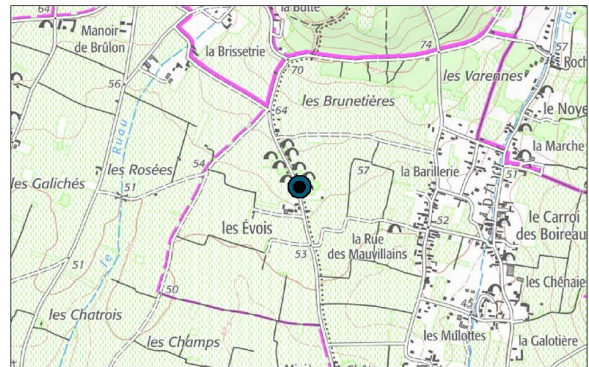 64
Manoir
de Brûlon
la Butte
la Brissetrie
74
57
Roch
70
les Varennes
56
64
les Brunetières
le Noye
Ruau
la Marche
54
les Rosées
57
la Barillerie
51
les Galichés
51
52
le Carroi
des Boireau
les Évois
la Rue
des Mauvillains
53
51
les Chênaie
50
45
les Chatrois
les Mulottes
la Galotière
les Champs
le
la